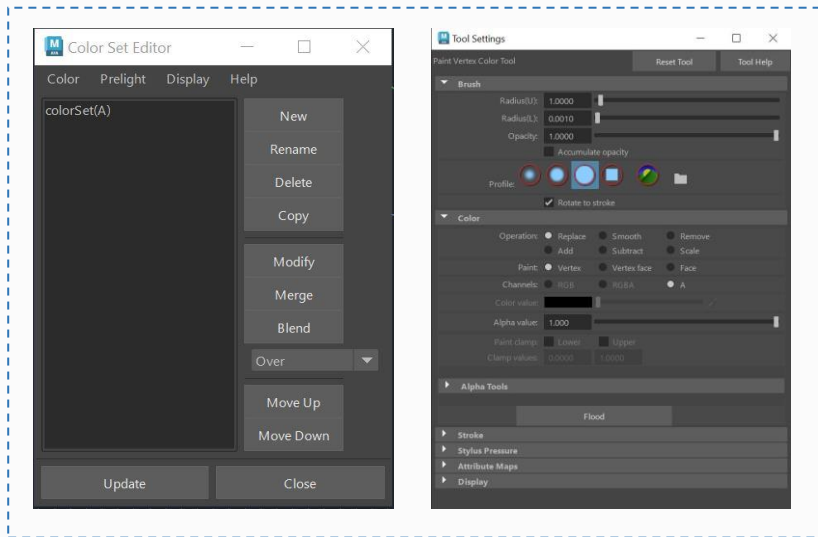 Color Set Editor
Color Prelight Display Help
colorSet(A)
New
Rename
Delete
Copy
Modify
Merge
Blend
Over
Move Up
Move Down
Update Close
Tool Settings
Paint Vertex Color Tool Reset Tool Tool Help
Brush
Radius(U): 1.0000
Radius(L): 0.0010
Opacity: 1.0000
Accumulate opacity
Profile:
Rotate to stroke
Color
Operation: Replace Smooth Remove
Add Subtract Scale
Paint: Vertex Vertex face Face
Channels: RGB RGBA A
Color value:
Alpha value: 1.000
Paint clamp: Lower Upper
Clamp values: 0.0000 1.0000
Alpha Tools
Flood
Stroke
Stylus Pressure
Attribute Maps
Display